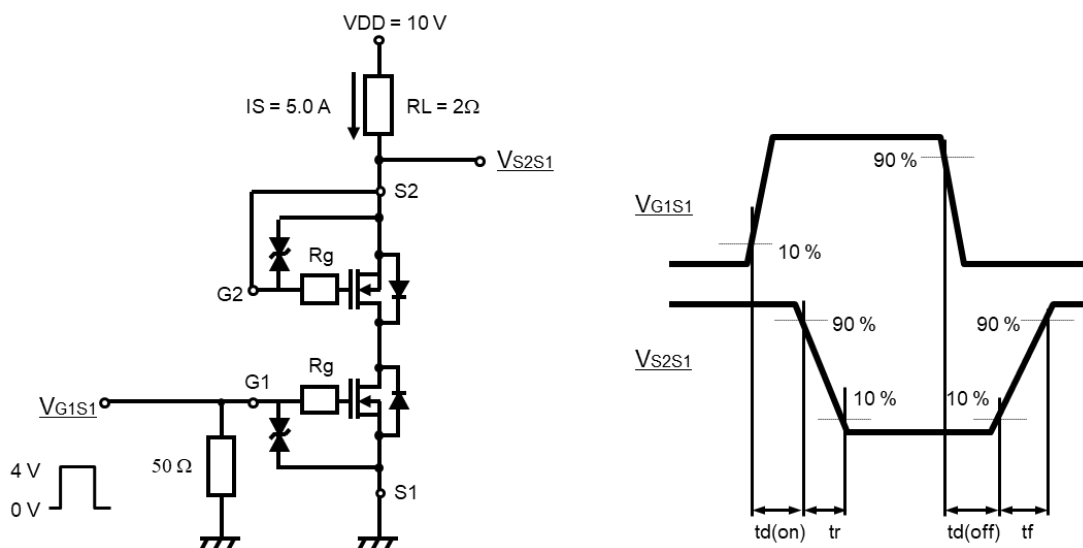 VDD = 10 V
IS = 5.0 A
RL = 2Ω
VS2S1
S2
Rg
G2
Rg
G1
VG1S1
50 Ω
4 V
0 V
S1
90 %
VG1S1
10 %
90 %
90 %
VS2S1
10 %
10 %
td(on)
tr
td(off)
tf